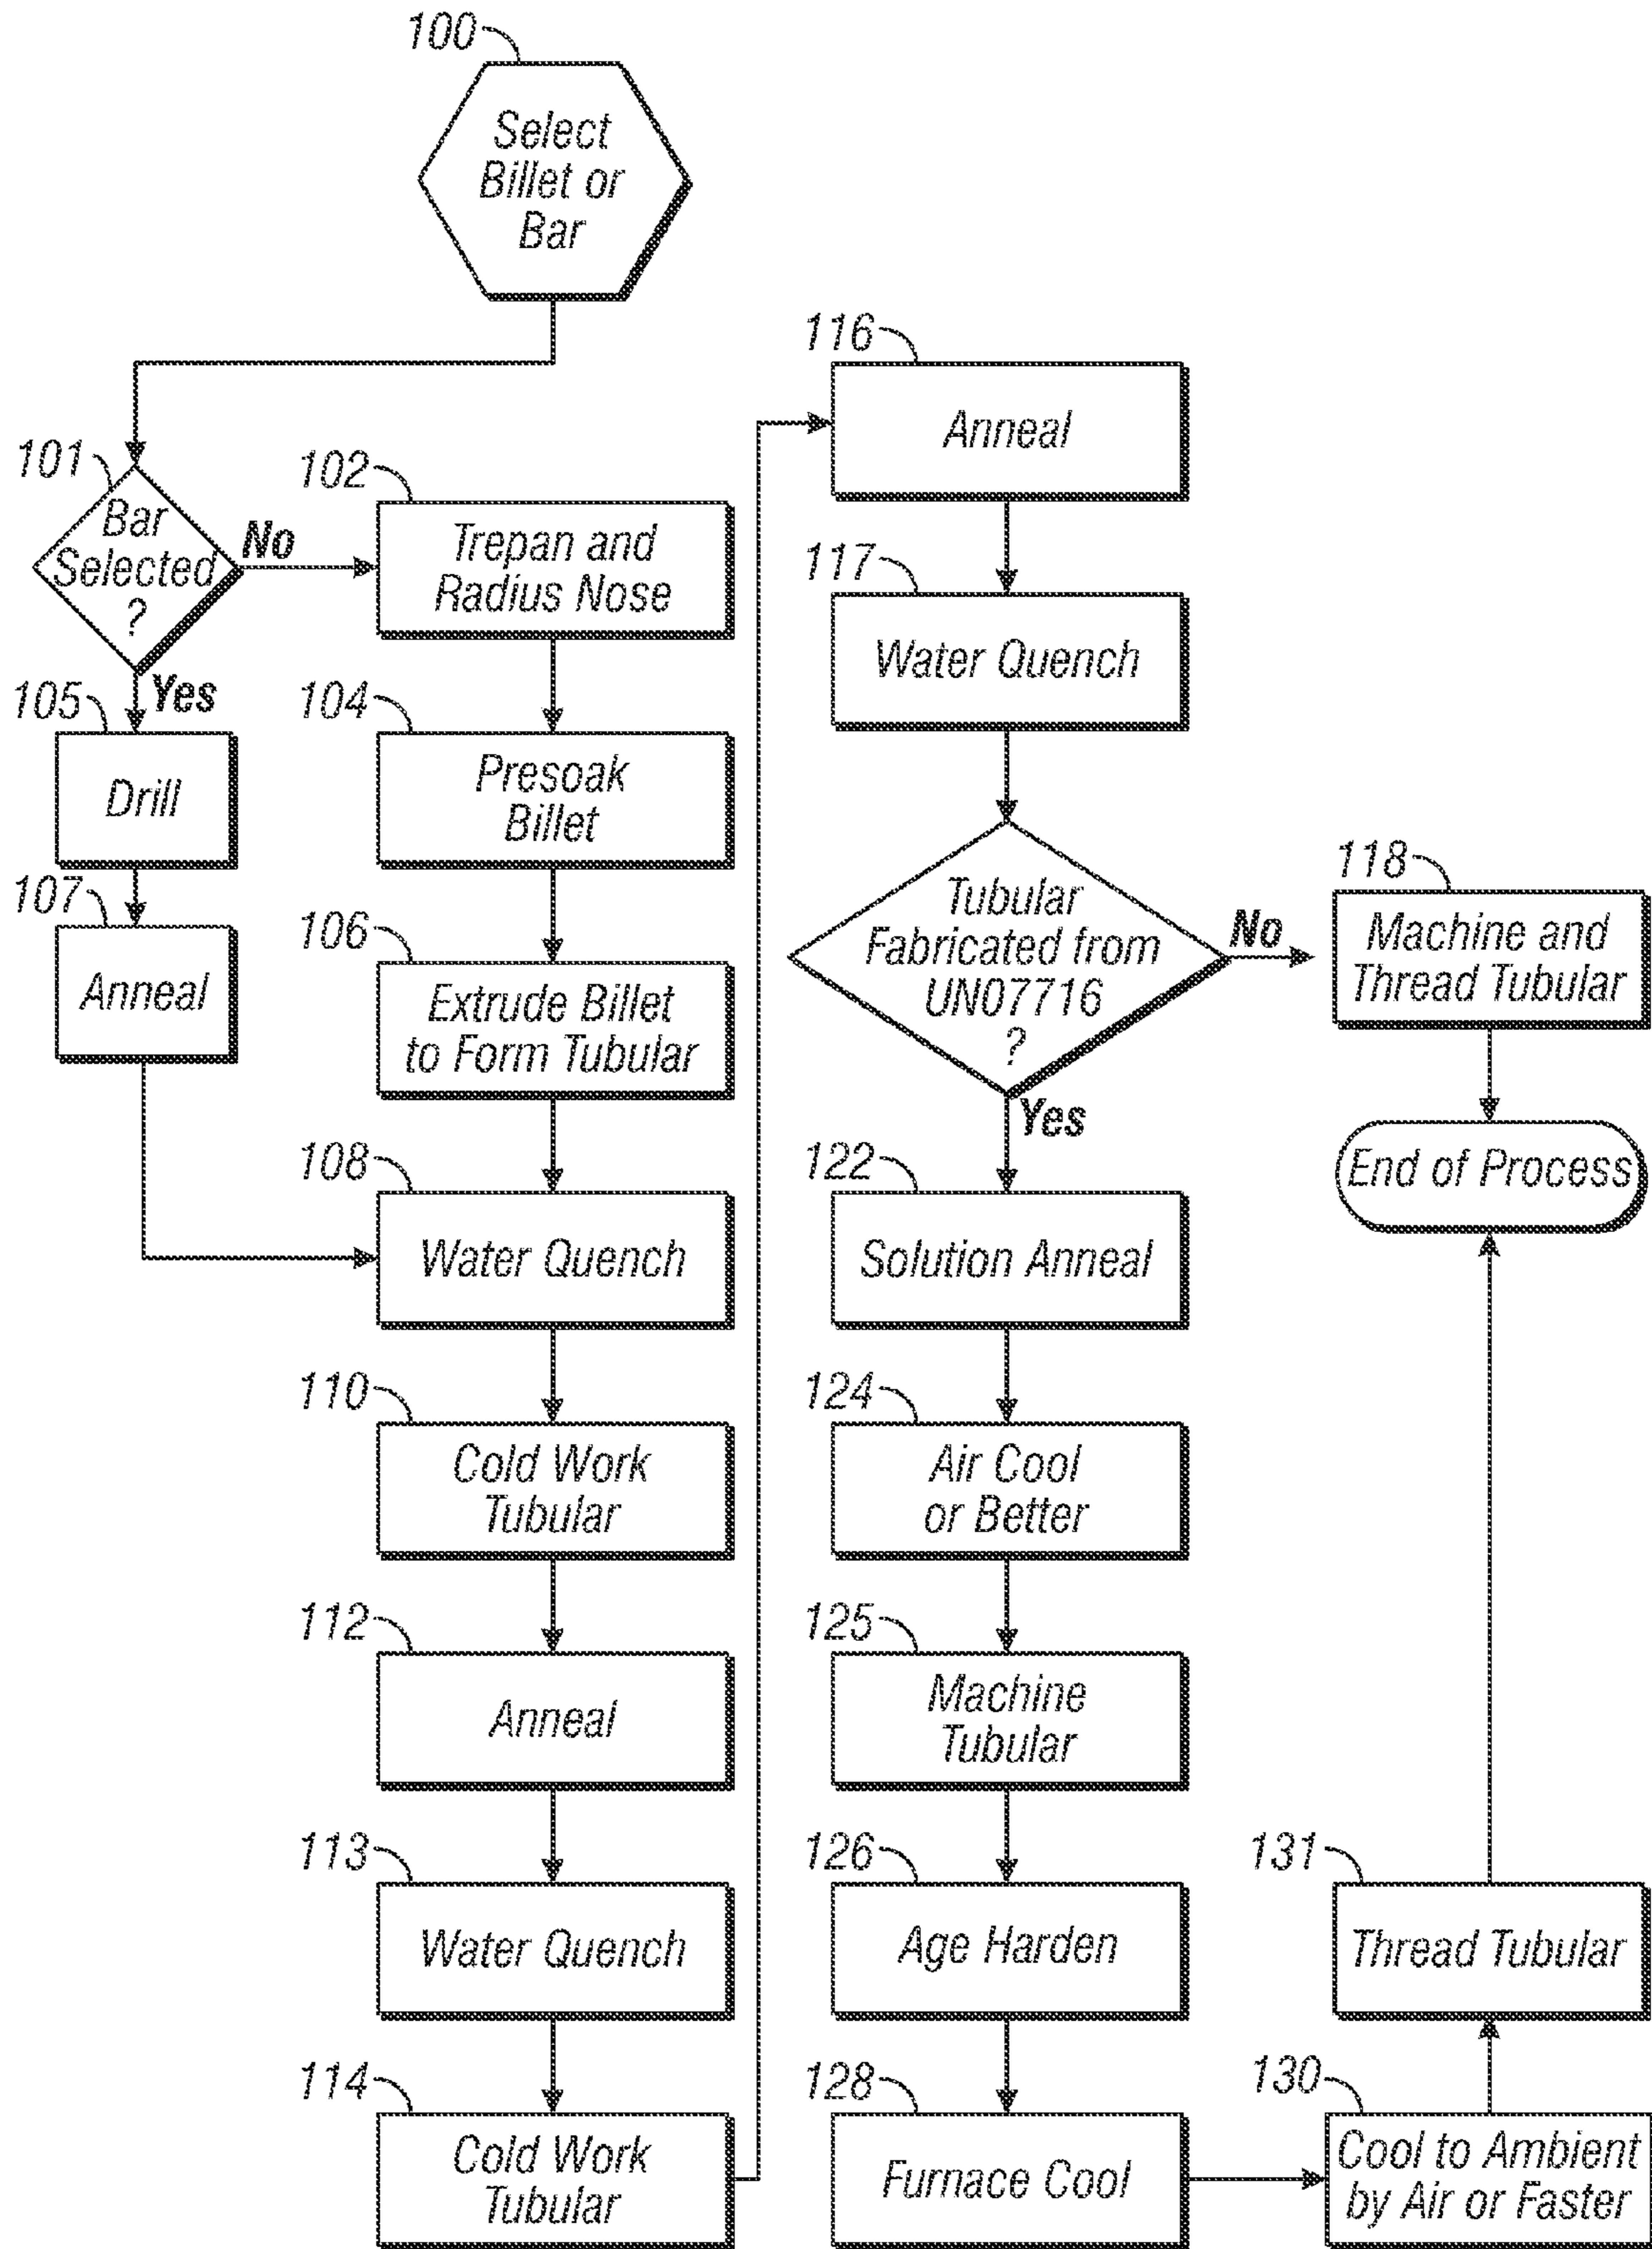 100
Select
Billet or
Bar
101
Bar
Selected
?
No
Yes
102
Trepan and
Radius Nose
104
Presoak
Billet
105
Drill
106
Extrude Billet
to Form Tubular
107
Anneal
108
Water Quench
110
Cold Work
Tubular
112
Anneal
113
Water Quench
114
Cold Work
Tubular
116
Anneal
117
Water Quench
Tubular
Fabricated from
UN07716
?
No
Yes
118
Machine and
Thread Tubular
End of Process
122
Solution Anneal
124
Air Cool
or Better
125
Machine
Tubular
126
Age Harden
128
Furnace Cool
130
Cool to Ambient
by Air or Faster
131
Thread Tubular